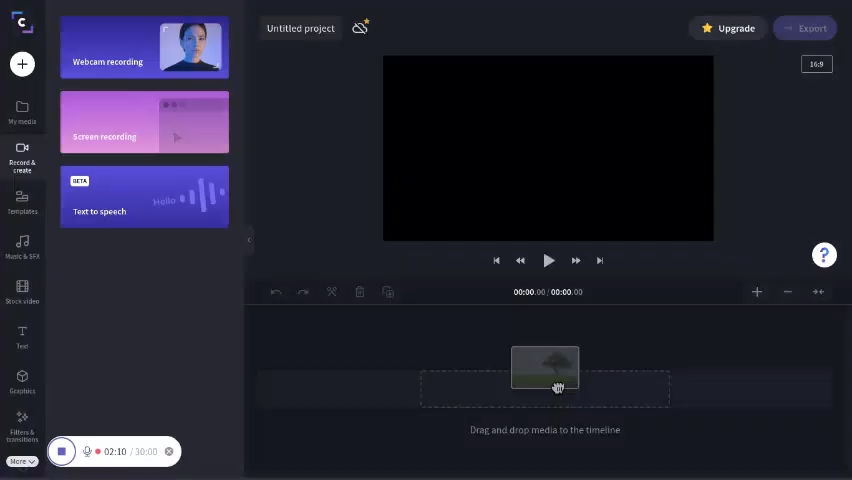 C
Untitled project
Upgrade
Export
16:9
Webcam recording
Screen recording
BETA
Hello
Text to speech
My media
Record &
create
Templates
Music & SFX
Stock video
Text
Graphics
Filters &
transitions
More
?
00:00.00 / 00:00.00
Drag and drop media to the timeline
02:10 / 30:00